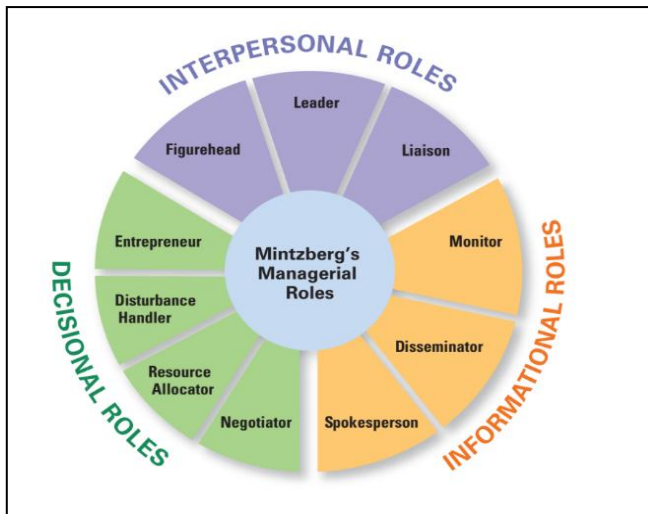 INTERPERSONAL ROLES
Leader
Figurehead
Liaison
Entrepreneur
Monitor
Mintzberg's
Managerial
Roles
Disturbance
Handler
Disseminator
Resource
Allocator
Negotiator
Spokesperson
DECISIONAL ROLES
INFORMATIONAL ROLES